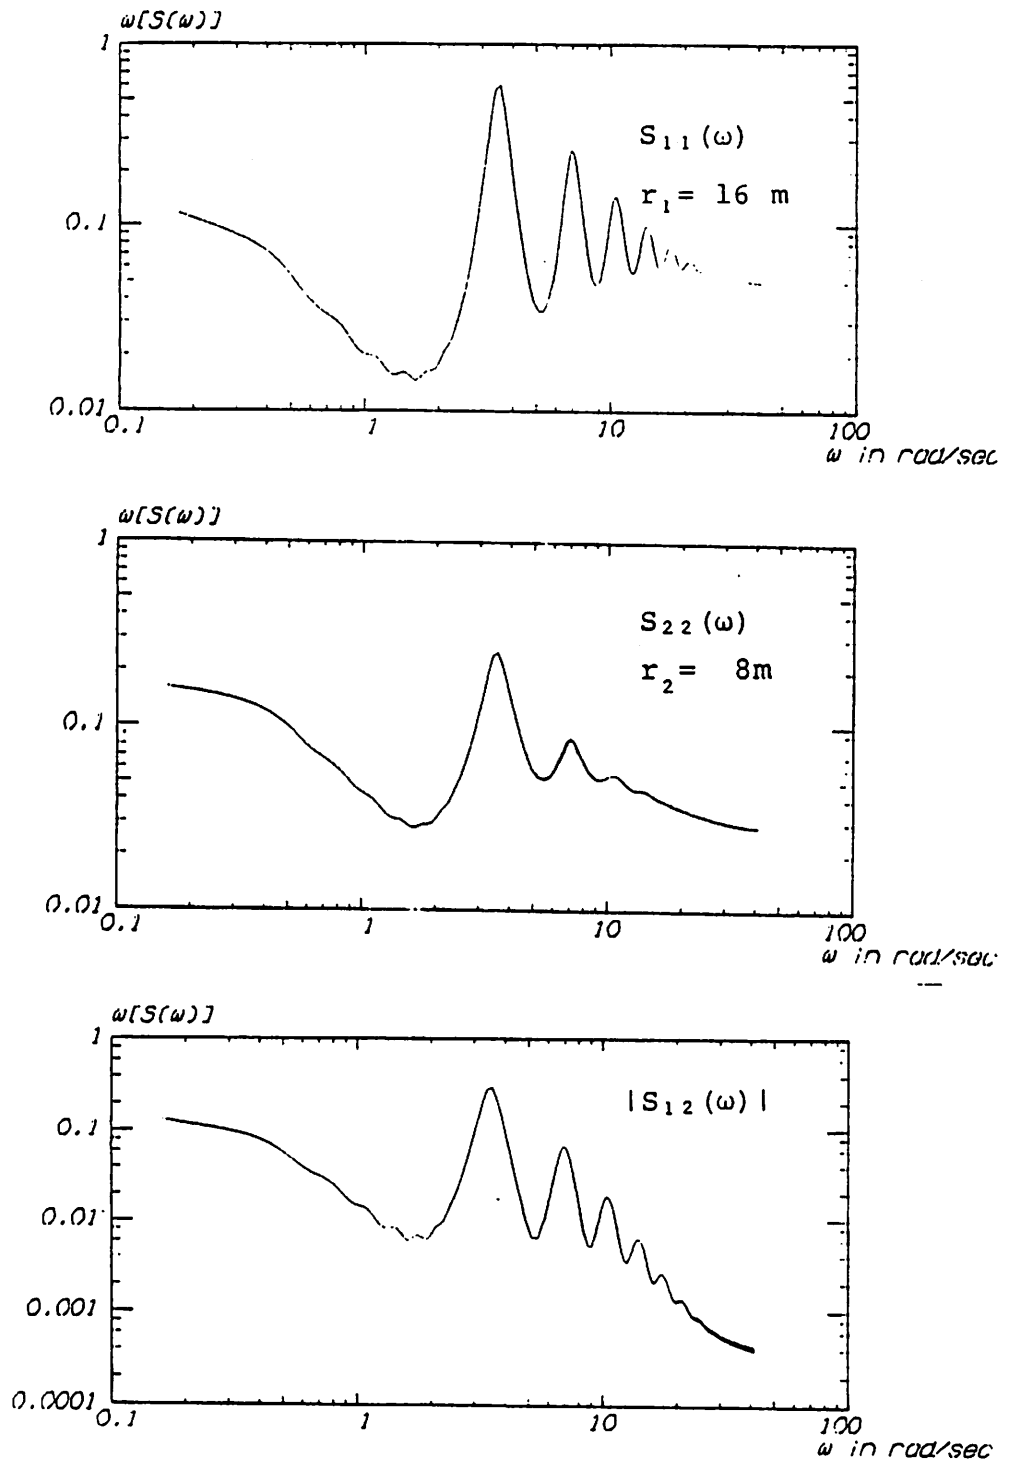 ω[S(ω)]
1
S₁₁(ω)
r₁= 16 m
0.1
0.01
0.1 1 10 100
ω in rad/sec
ω[S(ω)]
1
S₂₂(ω)
r₂= 8m
0.1
0.01
0.1 1 10 100
ω in rad/sec
ω[S(ω)]
1
|S₁₂(ω)|
0.1
0.01
0.001
0.0001
0.1 1 10 100
ω in rad/sec